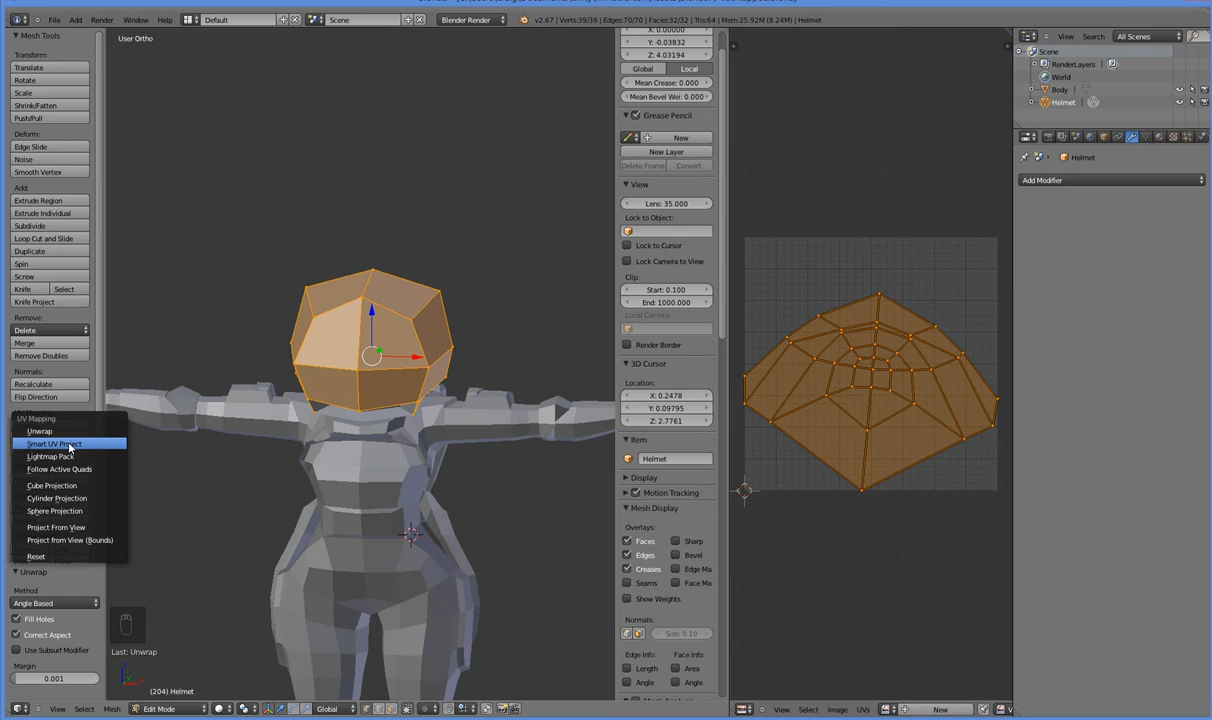 File Add Render Window Help Default Scene Blender Render v2.67 | Verts:39/39 | Edges:70/70 | Faces:32/32 | Tris:64 | Mem:25.92M (8.24M) | Helmet
Mesh Tools
Transform:
Translate
Rotate
Scale
Shrink/Fatten
Push/Pull
Deform:
Edge Slide
Noise
Smooth Vertex
Add:
Extrude Region
Extrude Individual
Subdivide
Loop Cut and Slide
Duplicate
Spin
Screw
Knife Select
Knife Project
Remove:
Delete
Merge
Remove Doubles
Normals:
Recalculate
Flip Direction
UV Mapping
Unwrap
Smart UV Project
Lightmap Pack
Follow Active Quads
Cube Projection
Cylinder Projection
Sphere Projection
Project From View
Project from View (Bounds)
Reset
Unwrap
Method
Angle Based
Fill Holes
Correct Aspect
Use Subsurf Modifier
Margin
0.001
User Ortho
Last: Unwrap
(204) Helmet
View Select Mesh Edit Mode Global
X: 0.00000
Y: -0.03832
Z: 4.03194
Global Local
Mean Crease: 0.000
Mean Bevel Wei: 0.000
Grease Pencil
New
New Layer
Delete Frame Convert
View
Lens: 35.000
Lock to Object:
Lock to Cursor
Lock Camera to View
Clip:
Start: 0.100
End: 1000.000
Local Camera:
Render Border
3D Cursor
Location:
X: 0.2478
Y: 0.09795
Z: 2.7761
Item
Helmet
Display
Motion Tracking
Mesh Display
Overlays:
Faces Sharp
Edges Bevel
Creases Edge Ma
Seams Face Ma
Show Weights
Normals:
Size: 0.10
Edge Info: Face Info:
Length Area
Angle Angle
View Select Image UVs New
View Search All Scenes
Scene
RenderLayers
World
Body
Helmet
Helmet
Add Modifier